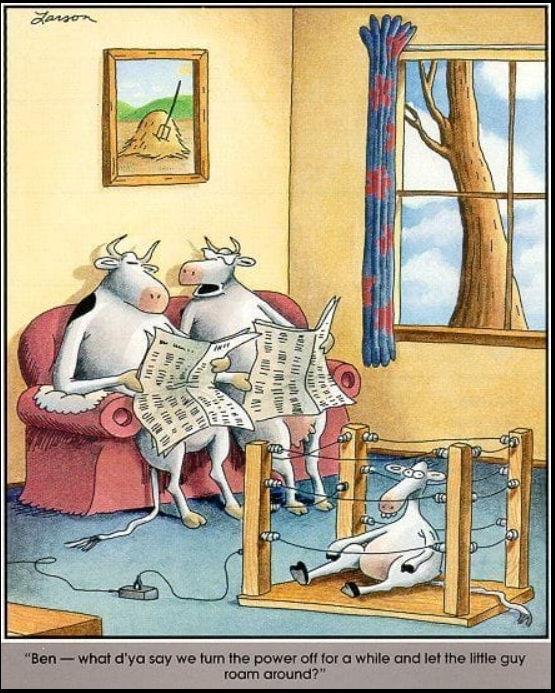 Larson
"Ben — what d'ya say we turn the power off for a while and let the little guy
roam around?"